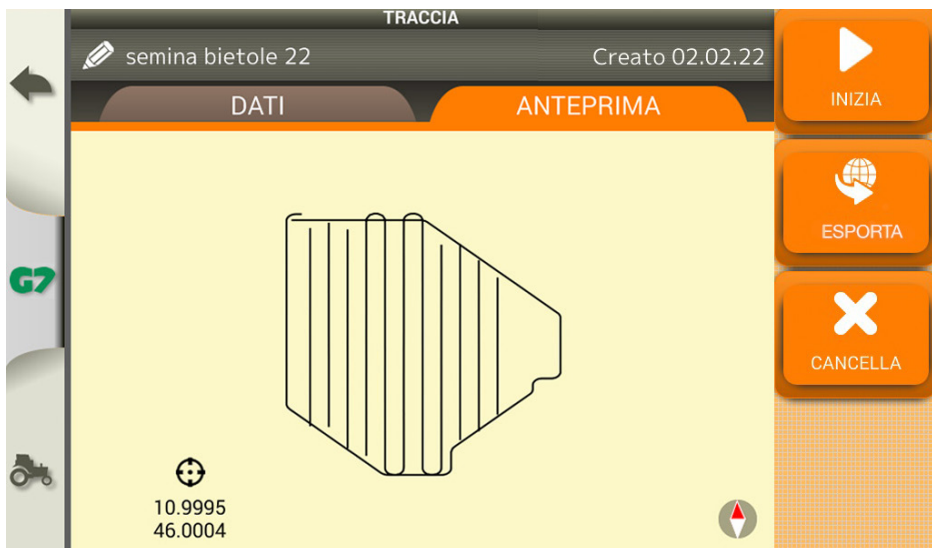 TRACCIA
semina bietole 22
Creato 02.02.22
DATI
ANTEPRIMA
INIZIA
ESPORTA
CANCELLA
G7
10.9995
46.0004